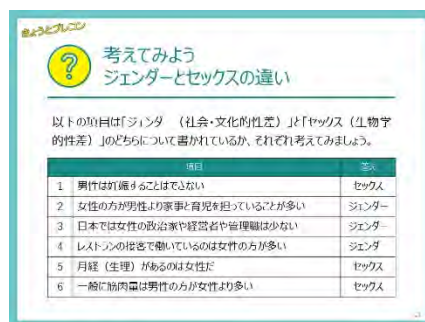 きょうとプレコン
?
考えてみよう
ジェンダーとセックスの違い
以下の項目は「ジェンダー（社会・文化的性差）」と「セックス（生物学
的性差）」のどちらについて書かれているか、それぞれ考えてみましょう。
項目 答え
1 男性は妊娠することはできない セックス
2 女性の方が男性より家事と育児を担っていることが多い ジェンダー
3 日本では女性の政治家や経営者や管理職は少ない ジェンダー
4 レストランの接客で働いているのは女性の方が多い ジェンダ
5 月経（生理）があるのは女性だ セックス
6 一般に筋肉量は男性の方が女性より多い セックス